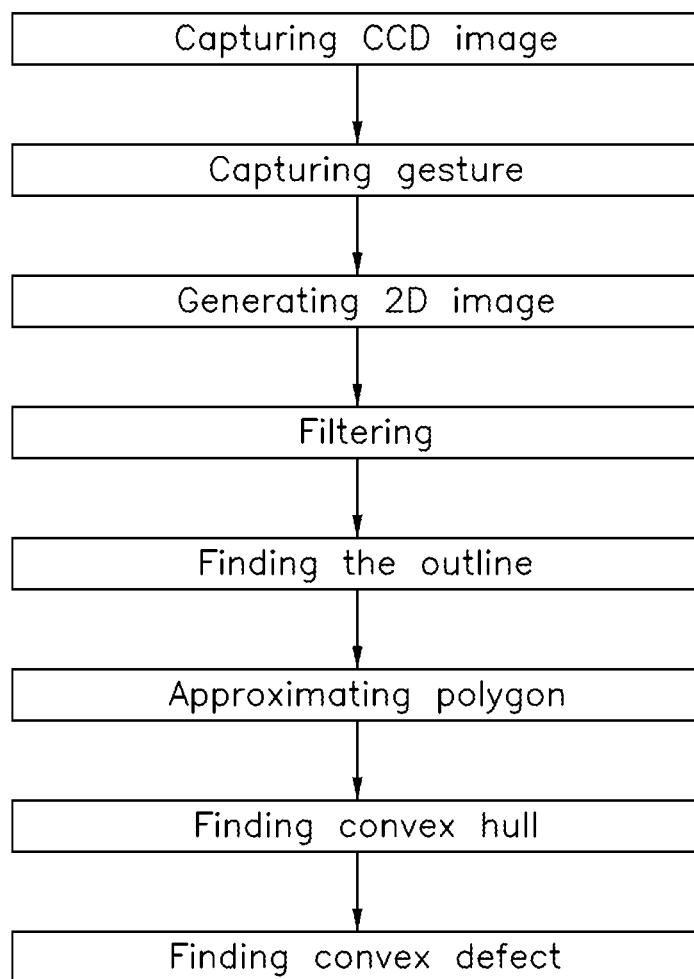 Capturing CCD image
Capturing gesture
Generating 2D image
Filtering
Finding the outline
Approximating polygon
Finding convex hull
Finding convex defect